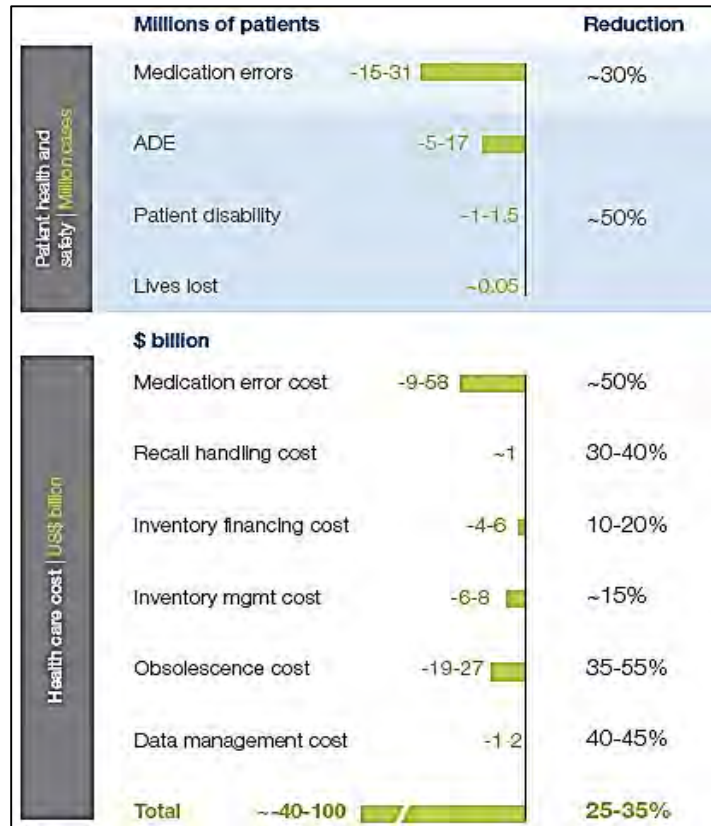 Millions of patients Reduction
Medication errors -15-31 ~30%
ADE -5-17
Patient disability -1-1.5 ~50%
Lives lost ~0.05
Patient health and
safety | Million cases
$ billion
Medication error cost -9-58 ~50%
Recall handling cost ~1 30-40%
Inventory financing cost -4-6 10-20%
Inventory mgmt cost -6-8 ~15%
Obsolescence cost -19-27 35-55%
Data management cost -1-2 40-45%
Total ~-40-100 25-35%
Health care cost | US$ billion